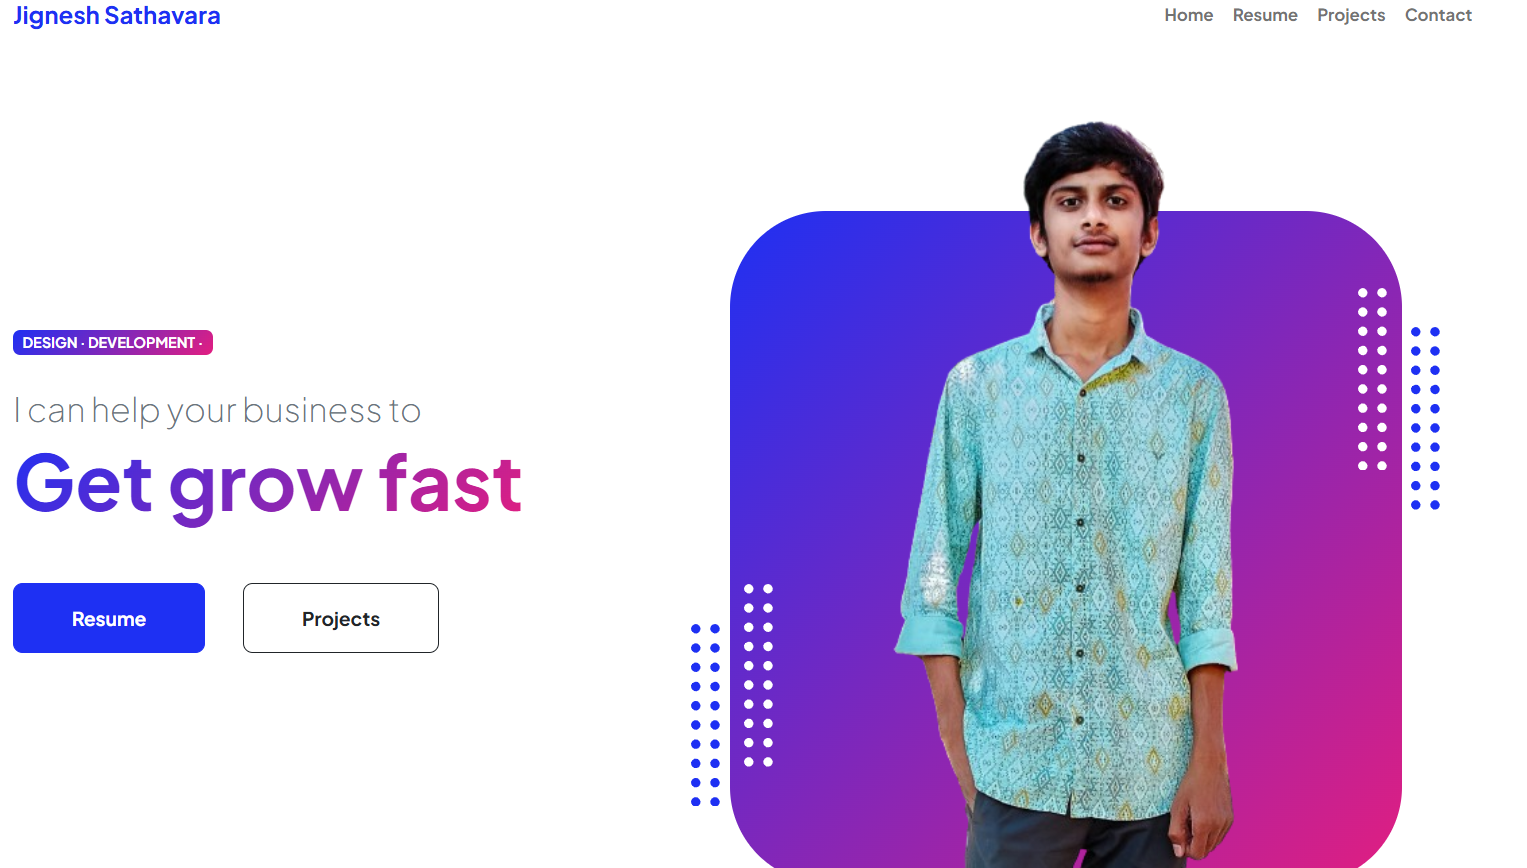 Jignesh Sathavara
Home Resume Projects Contact
DESIGN · DEVELOPMENT ·
I can help your business to
Get grow fast
Resume Projects